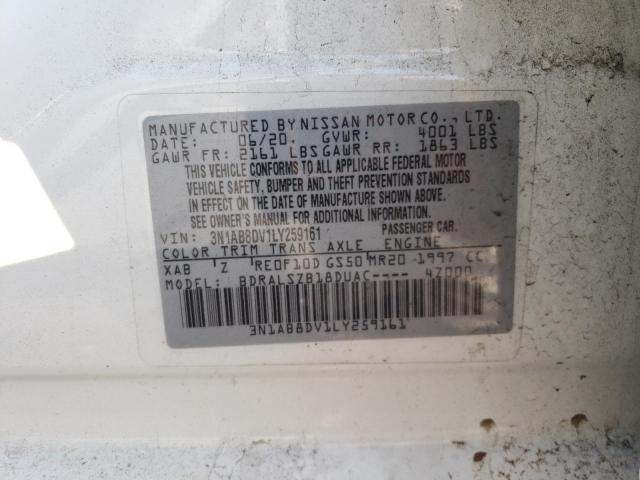 MANUFACTURED BY NISSAN MOTOR CO., LTD.
DATE: 06/20 GVWR: 4001 LBS
GAWR FR: 2161 LBS GAWR RR: 1863 LBS
THIS VEHICLE CONFORMS TO ALL APPLICABLE FEDERAL MOTOR
VEHICLE SAFETY, BUMPER AND THEFT PREVENTION STANDARDS
IN EFFECT ON THE DATE OF MANUFACTURE SHOWN ABOVE.
SEE OWNER'S MANUAL FOR ADDITIONAL INFORMATION.
VIN: 3N1AB8DV1LY259161 PASSENGER CAR.
COLOR TRIM TRANS AXLE ENGINE
XAB Z RE0F10D GS50 MR20 1997 CC
MODEL: BDRALSZB18DUAC---- 4Z000
3N1AB8DV1LY259161